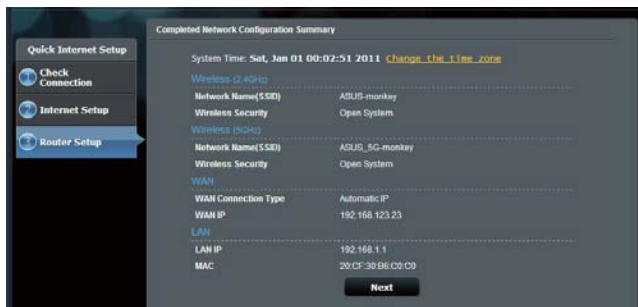 Completed Network Configuration Summary
Quick Internet Setup
1 Check
Connection
2 Internet Setup
3 Router Setup
System Time: Sat, Jan 01 00:02:51 2011 Change the time zone
Wireless (2.4GHz)
Network Name(SSID) ASUS-monkey
Wireless Security Open System
Wireless (5GHz)
Network Name(SSID) ASUS_5G-monkey
Wireless Security Open System
WAN
WAN Connection Type Automatic IP
WAN IP 192.168.123.23
LAN
LAN IP 192.168.1.1
MAC 20:CF:30:B6:C0:C0
Next